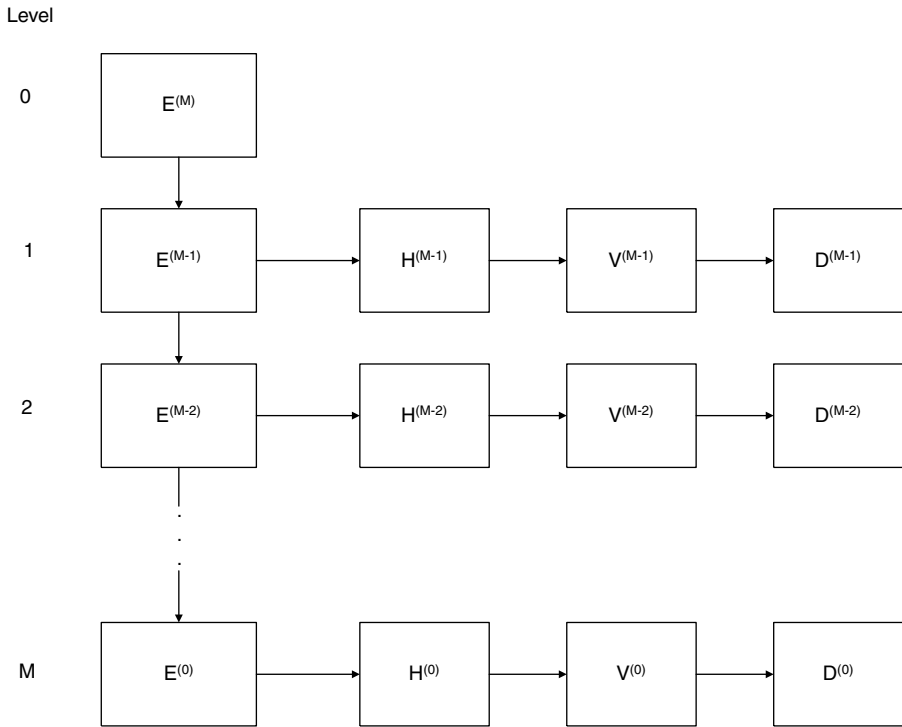 Level
0 E^(M)
1 E^(M-1) H^(M-1) V^(M-1) D^(M-1)
2 E^(M-2) H^(M-2) V^(M-2) D^(M-2)
M E^(0) H^(0) V^(0) D^(0)